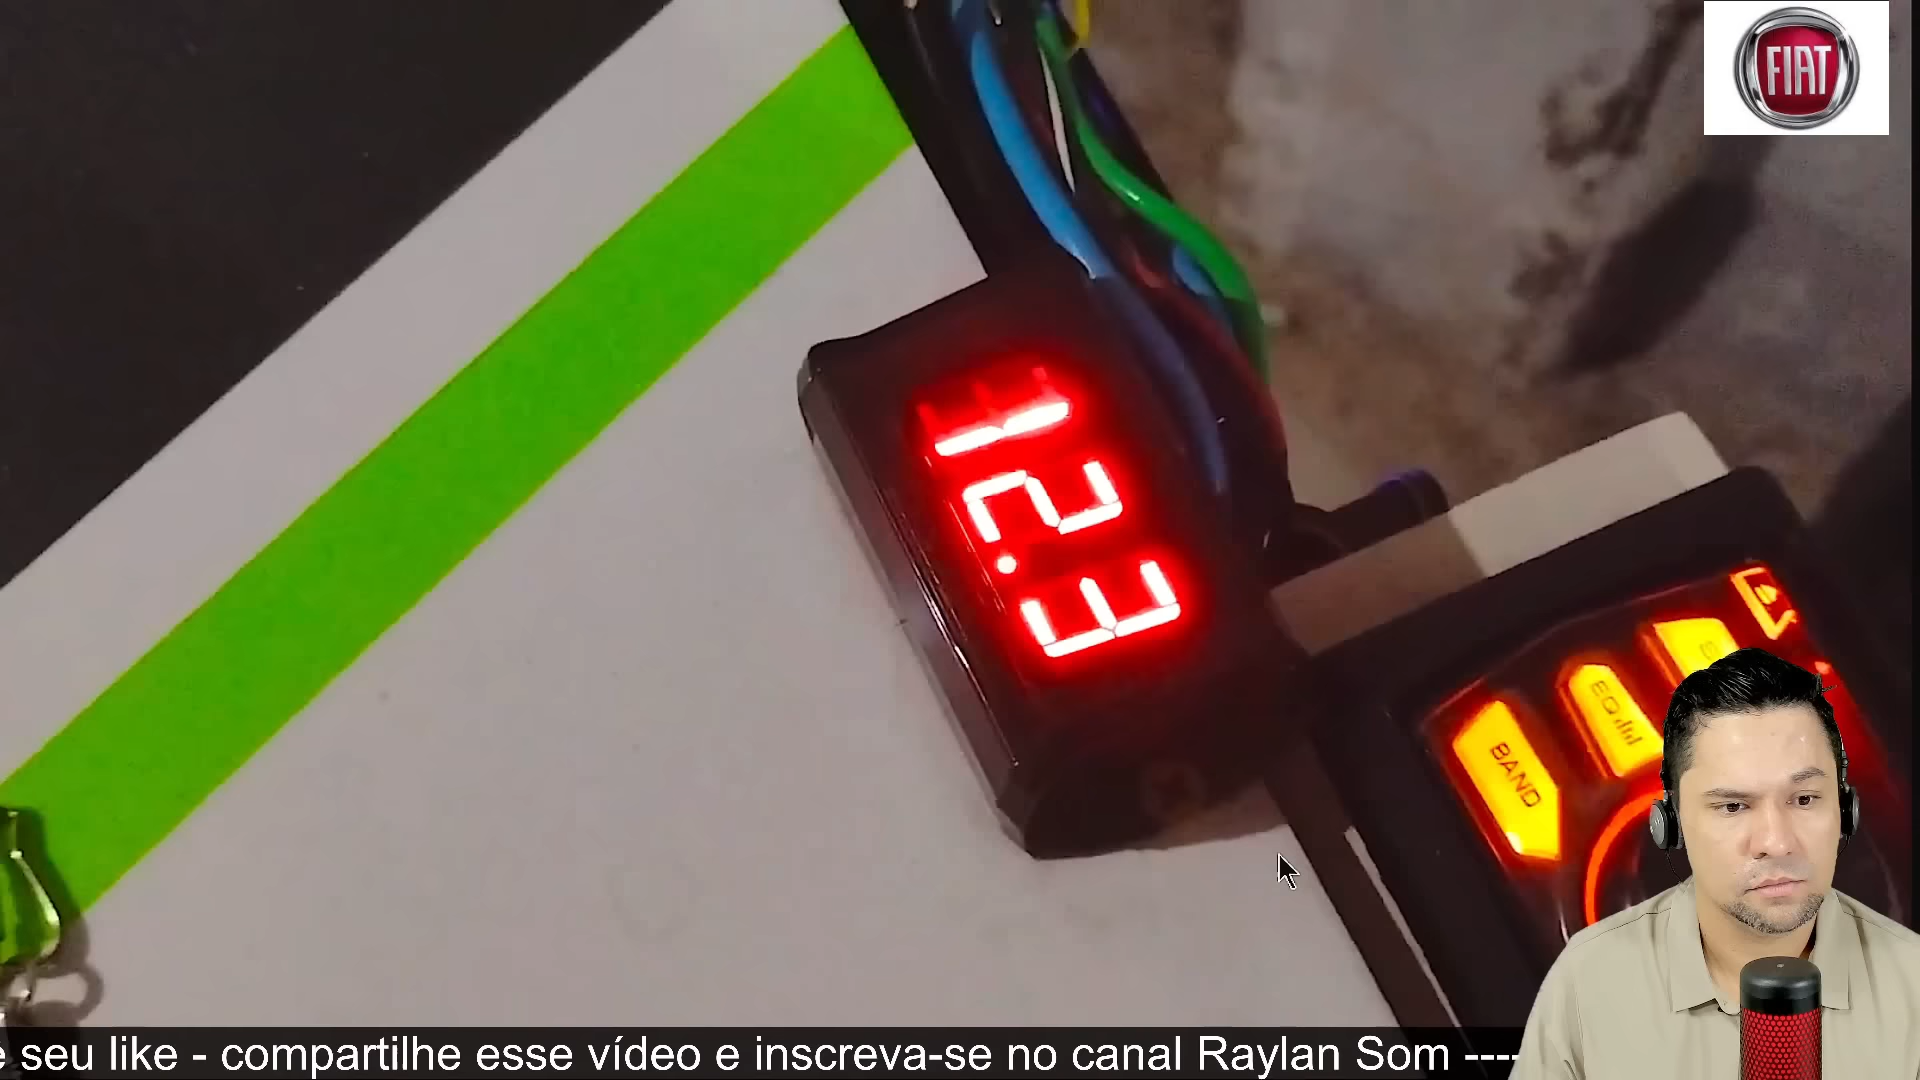 FIAT
12.3
EQ
BAND
e seu like - compartilhe esse vídeo e inscreva-se no canal Raylan Som ----